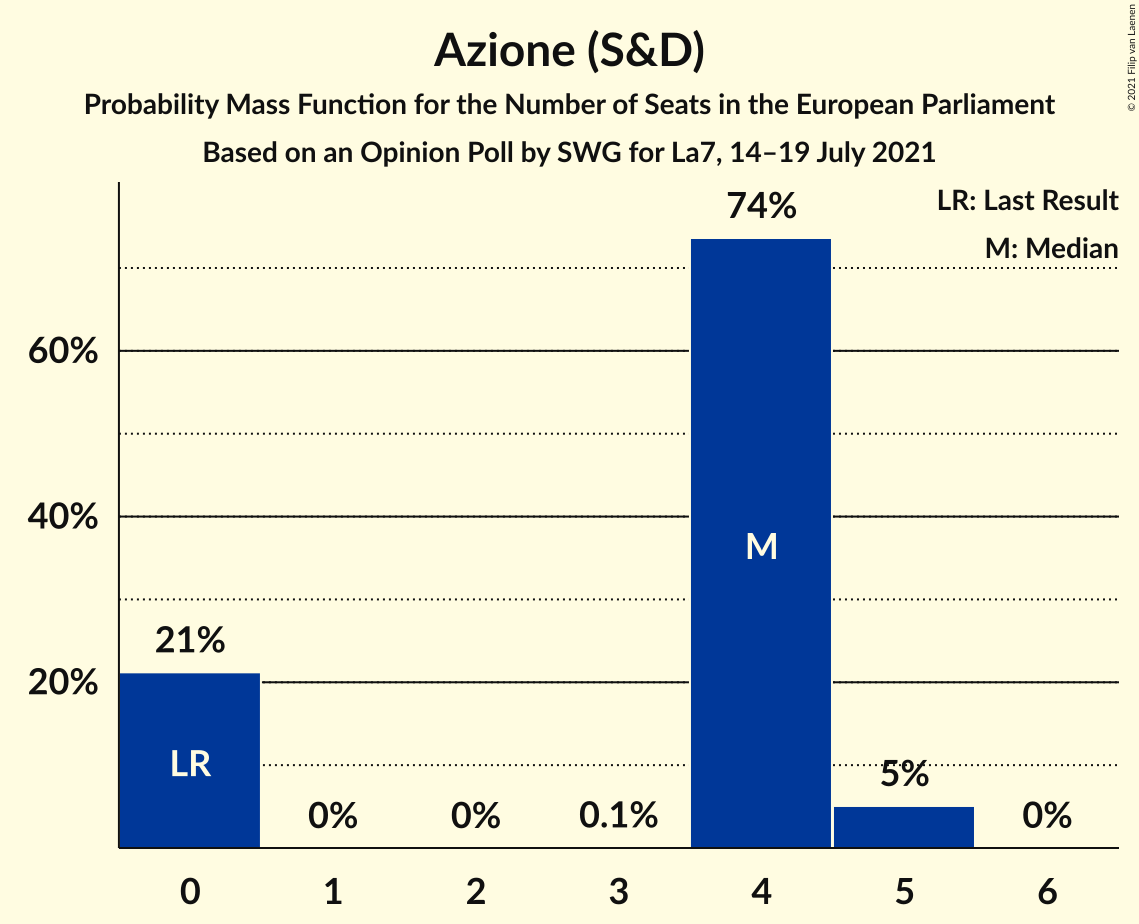 Azione (S&D)
Probability Mass Function for the Number of Seats in the European Parliament
Based on an Opinion Poll by SWG for La7, 14–19 July 2021
© 2021 Filip van Laenen
LR: Last Result
M: Median
74%
60%
40%
M
21%
20%
LR
5%
0%
0%
0.1%
0%
0
1
2
3
4
5
6